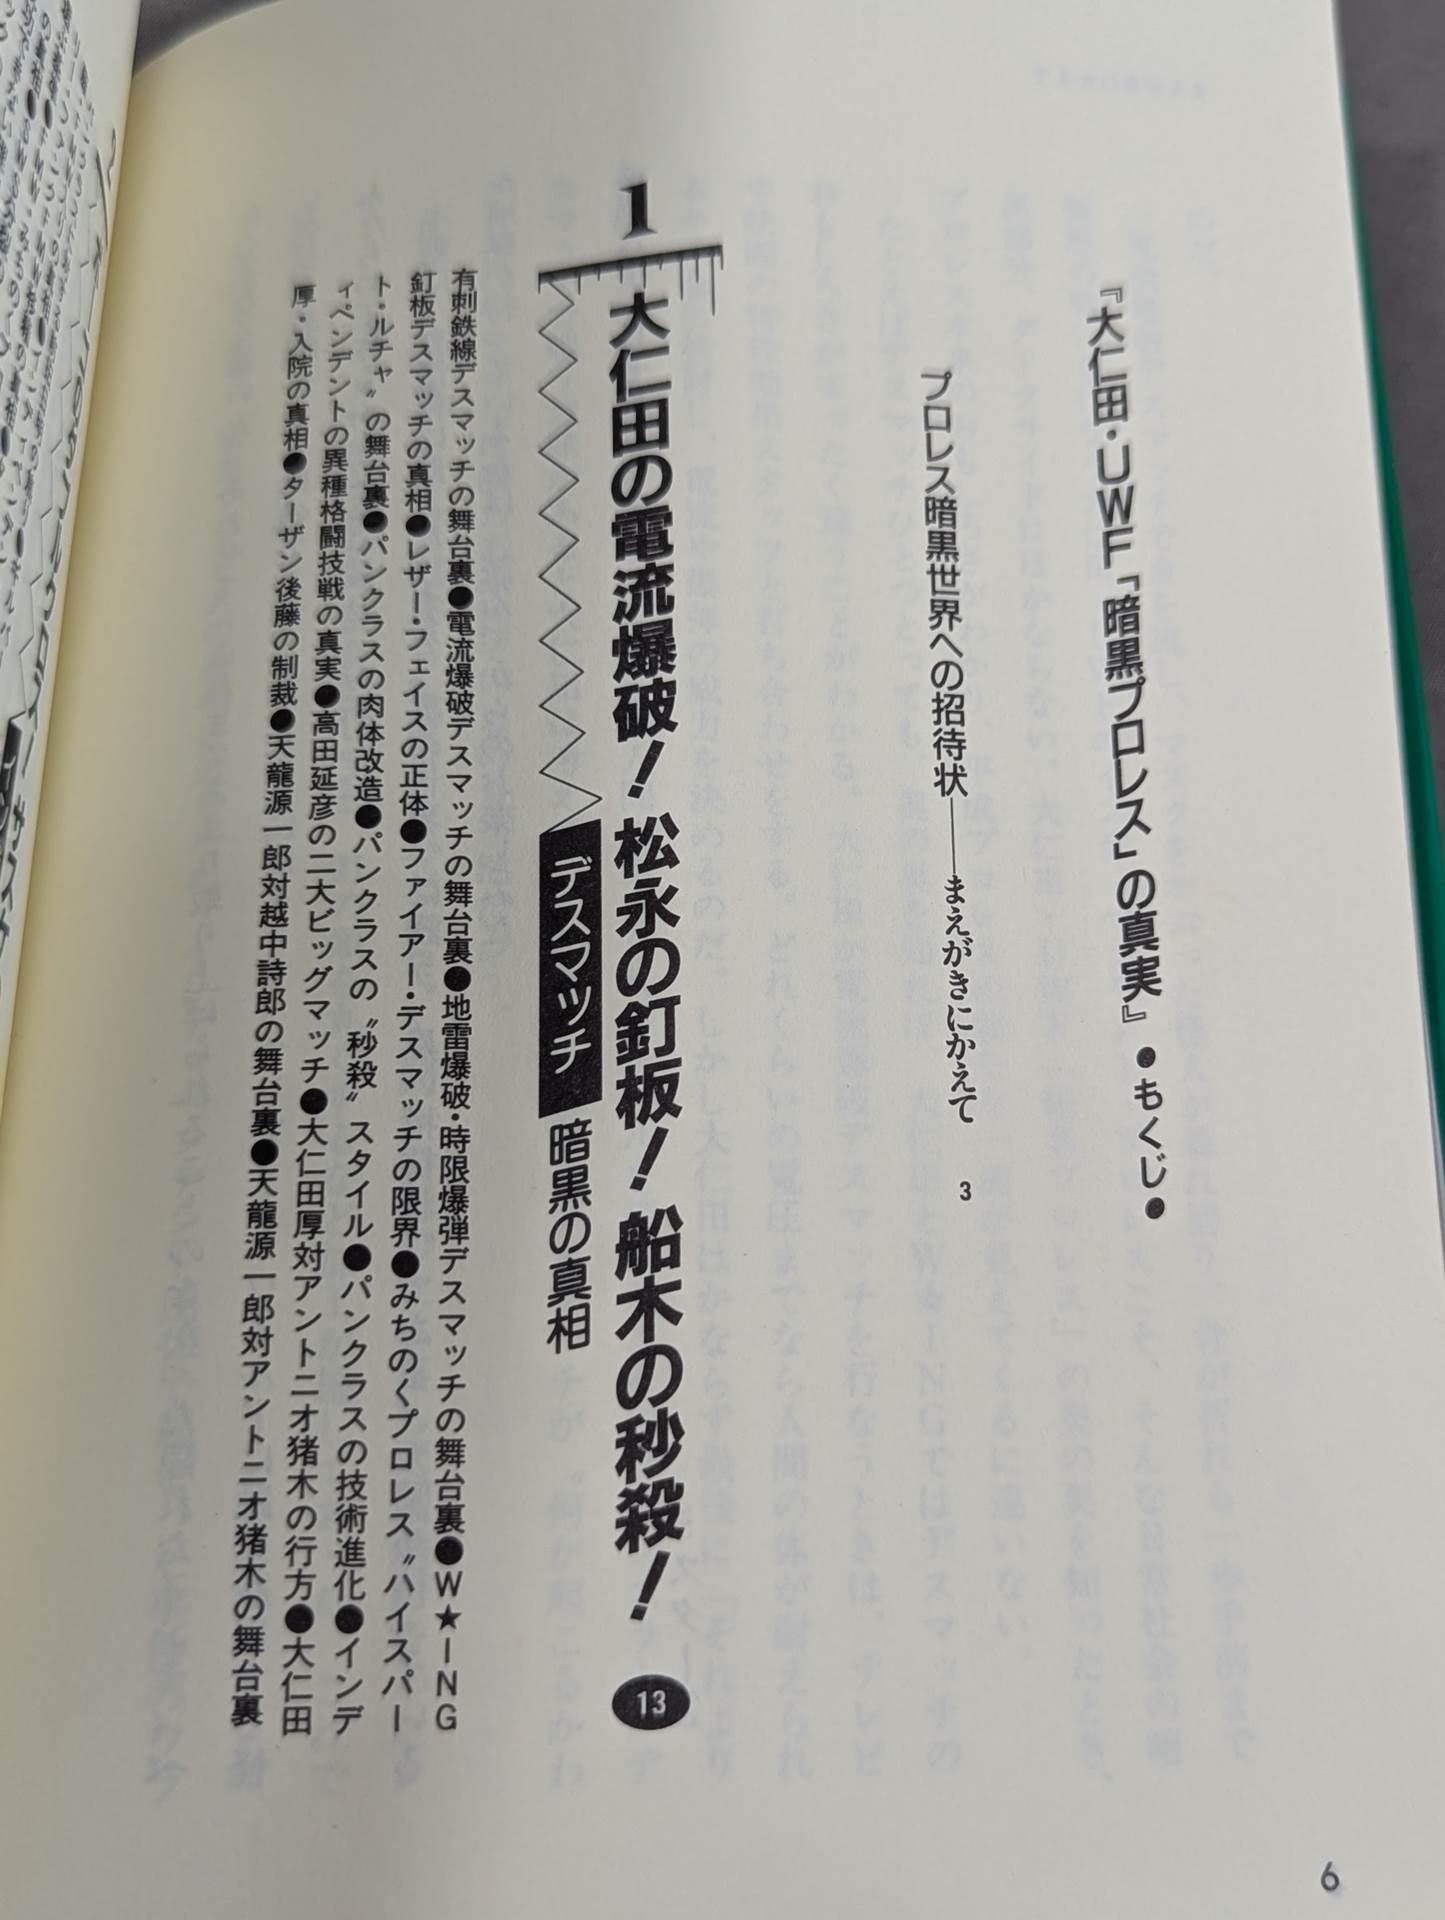 『大仁田・UWF「暗黒プロレス」の真実』●もくじ●
プロレス暗黒世界への招待状――まえがきにかえて 3
1
大仁田の電流爆破！松永の釘板！船木の秒殺！ 13
デスマッチ 暗黒の真相
有刺鉄線デスマッチの舞台裏●電流爆破デスマッチの舞台裏●地雷爆破・時限爆弾デスマッチの舞台裏●W★ING
釘板デスマッチの真相●レザー・フェイスの正体●ファイアー・デスマッチの限界●みちのくプロレス〝ハイスパー
ト・ルチャ〟の舞台裏●パンクラスの肉体改造●パンクラスの〝秒殺〟スタイル●パンクラスの技術進化●インデ
ィペンデントの異種格闘技戦の真実●高田延彦の二大ビッグマッチ●大仁田厚対アントニオ猪木の行方●大仁田
厚・入院の真相●ターザン後藤の制裁●天龍源一郎対越中詩郎の舞台裏●天龍源一郎対アントニオ猪木の舞台裏
6